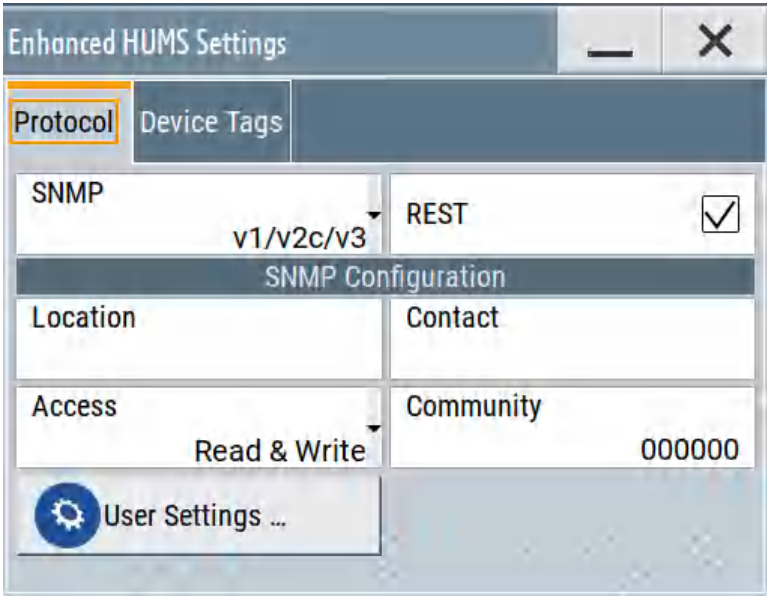 Enhanced HUMS Settings
Protocol Device Tags
SNMP
v1/v2c/v3
REST
SNMP Configuration
Location
Contact
Access
Read & Write
Community
000000
User Settings ...